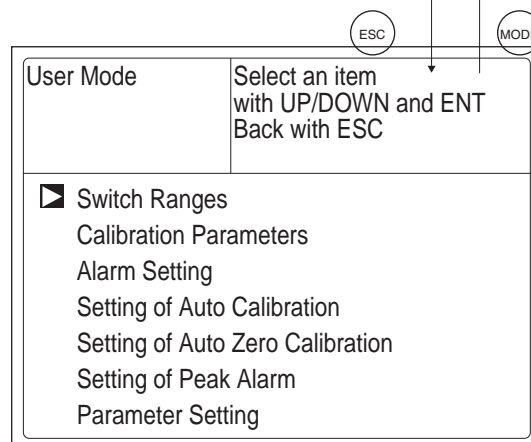 ESC
User Mode
Select an item
with UP/DOWN and ENT
Back with ESC
Switch Ranges
Calibration Parameters
Alarm Setting
Setting of Auto Calibration
Setting of Auto Zero Calibration
Setting of Peak Alarm
Parameter Setting